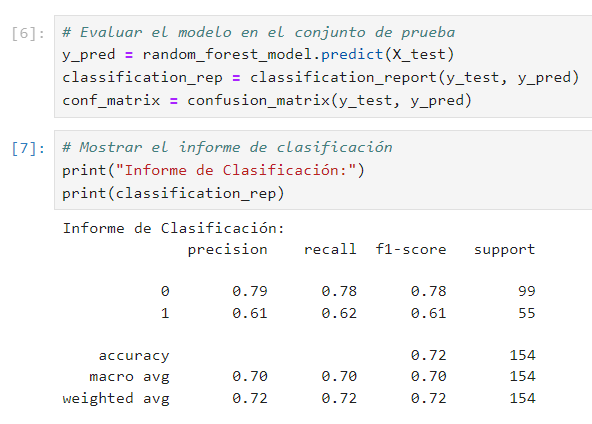 [6]: # Evaluar el modelo en el conjunto de prueba
y_pred = random_forest_model.predict(X_test)
classification_rep = classification_report(y_test, y_pred)
conf_matrix = confusion_matrix(y_test, y_pred)
[7]: # Mostrar el informe de clasificación
print("Informe de Clasificación:")
print(classification_rep)
Informe de Clasificación:
precision recall f1-score support
0 0.79 0.78 0.78 99
1 0.61 0.62 0.61 55
accuracy 0.72 154
macro avg 0.70 0.70 0.70 154
weighted avg 0.72 0.72 0.72 154